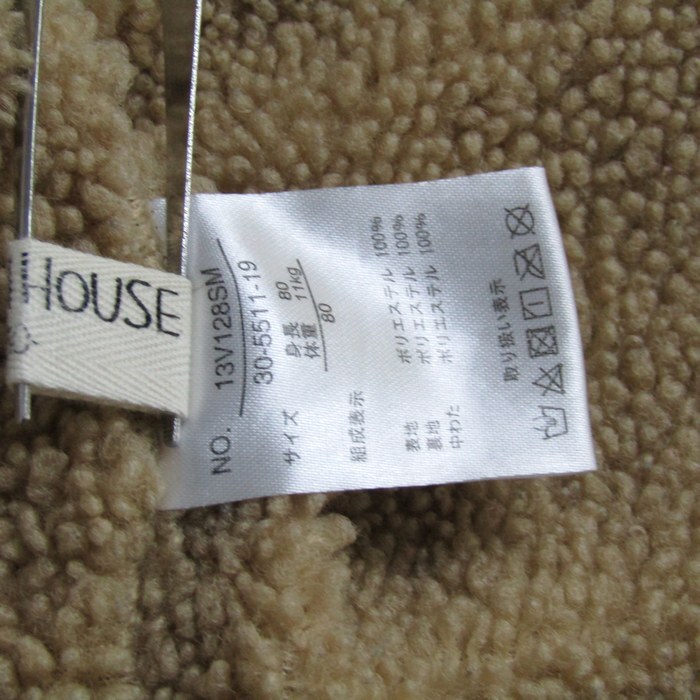 HOUSE
NO. 13V128SM
30-5511-19
サイズ 身長 80
体重 11kg
80
組成表示
表地 ポリエステル 100%
裏地 ポリエステル 100%
中わた ポリエステル 100%
取り扱い表示